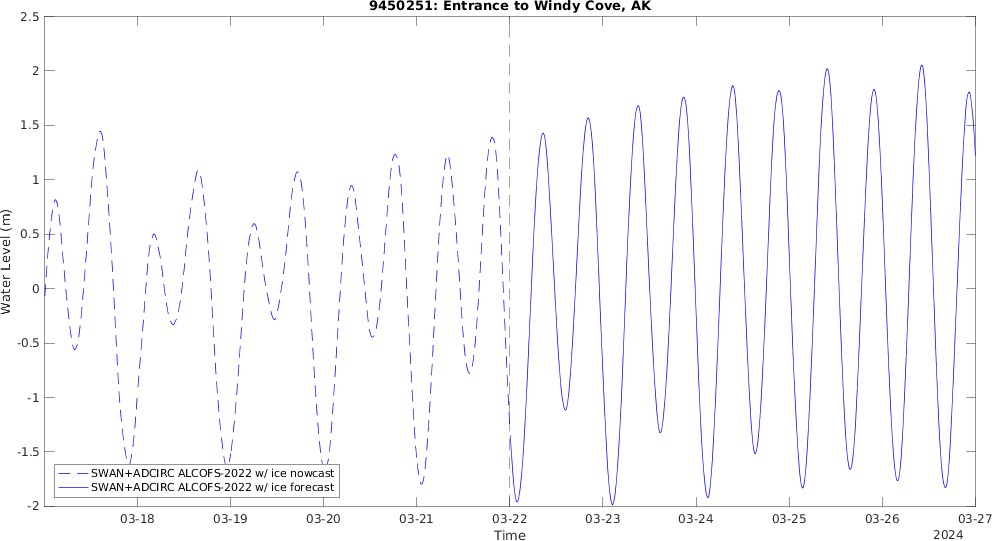 9450251: Entrance to Windy Cove, AK
2.5
2
1.5
1
0.5
0
-0.5
-1
-1.5
-2
Water Level (m)
SWAN+ADCIRC ALCOFS-2022 w/ ice nowcast
SWAN+ADCIRC ALCOFS-2022 w/ ice forecast
03-18 03-19 03-20 03-21 03-22 03-23 03-24 03-25 03-26 03-27
Time
2024